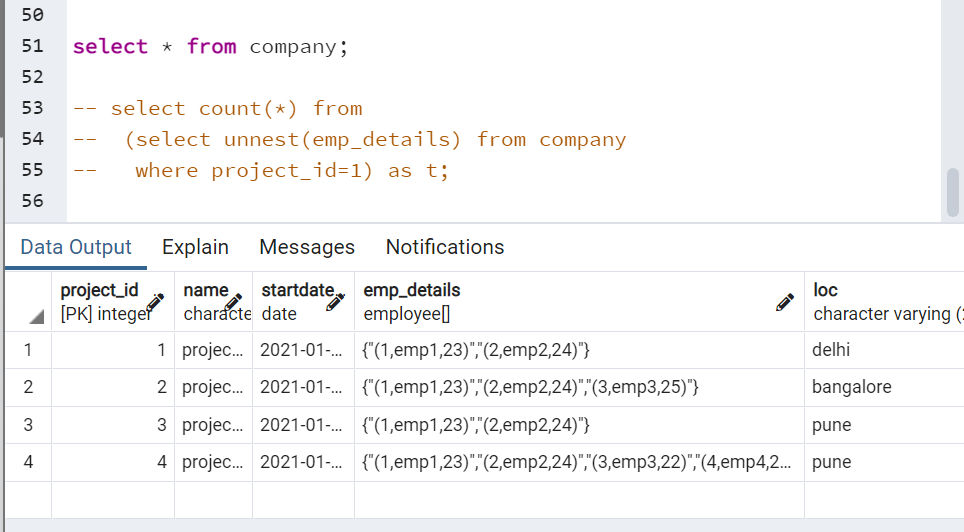 50
51 select * from company;
52
53 -- select count(*) from
54 --  (select unnest(emp_details) from company
55 --   where project_id=1) as t;
56
Data Output Explain Messages Notifications
project_id name startdate emp_details loc
[PK] integer characte date employee[] character varying (
1 1 projec... 2021-01-... {"(1,emp1,23)","(2,emp2,24)"} delhi
2 2 projec... 2021-01-... {"(1,emp1,23)","(2,emp2,24)","(3,emp3,25)"} bangalore
3 3 projec... 2021-01-... {"(1,emp1,23)","(2,emp2,24)"} pune
4 4 projec... 2021-01-... {"(1,emp1,23)","(2,emp2,24)","(3,emp3,22)","(4,emp4,2... pune